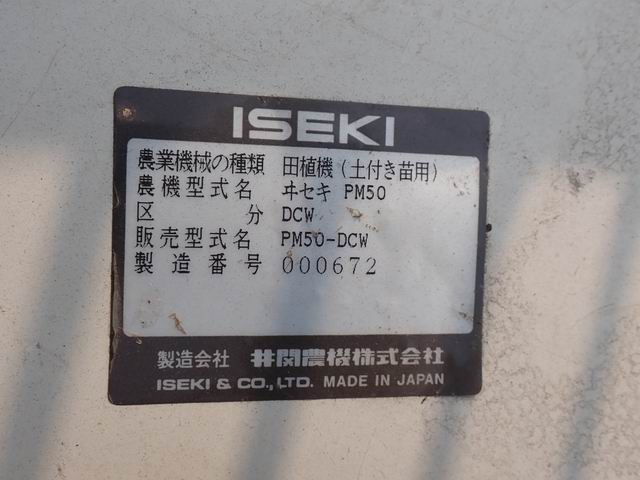 ISEKI
農業機械の種類 田植機(土付き苗用)
農機型式名 ヰセキ PM50
区分 DCW
販売型式名 PM50-DCW
製造番号 000672
製造会社 井関農機株式会社
ISEKI & CO., LTD. MADE IN JAPAN